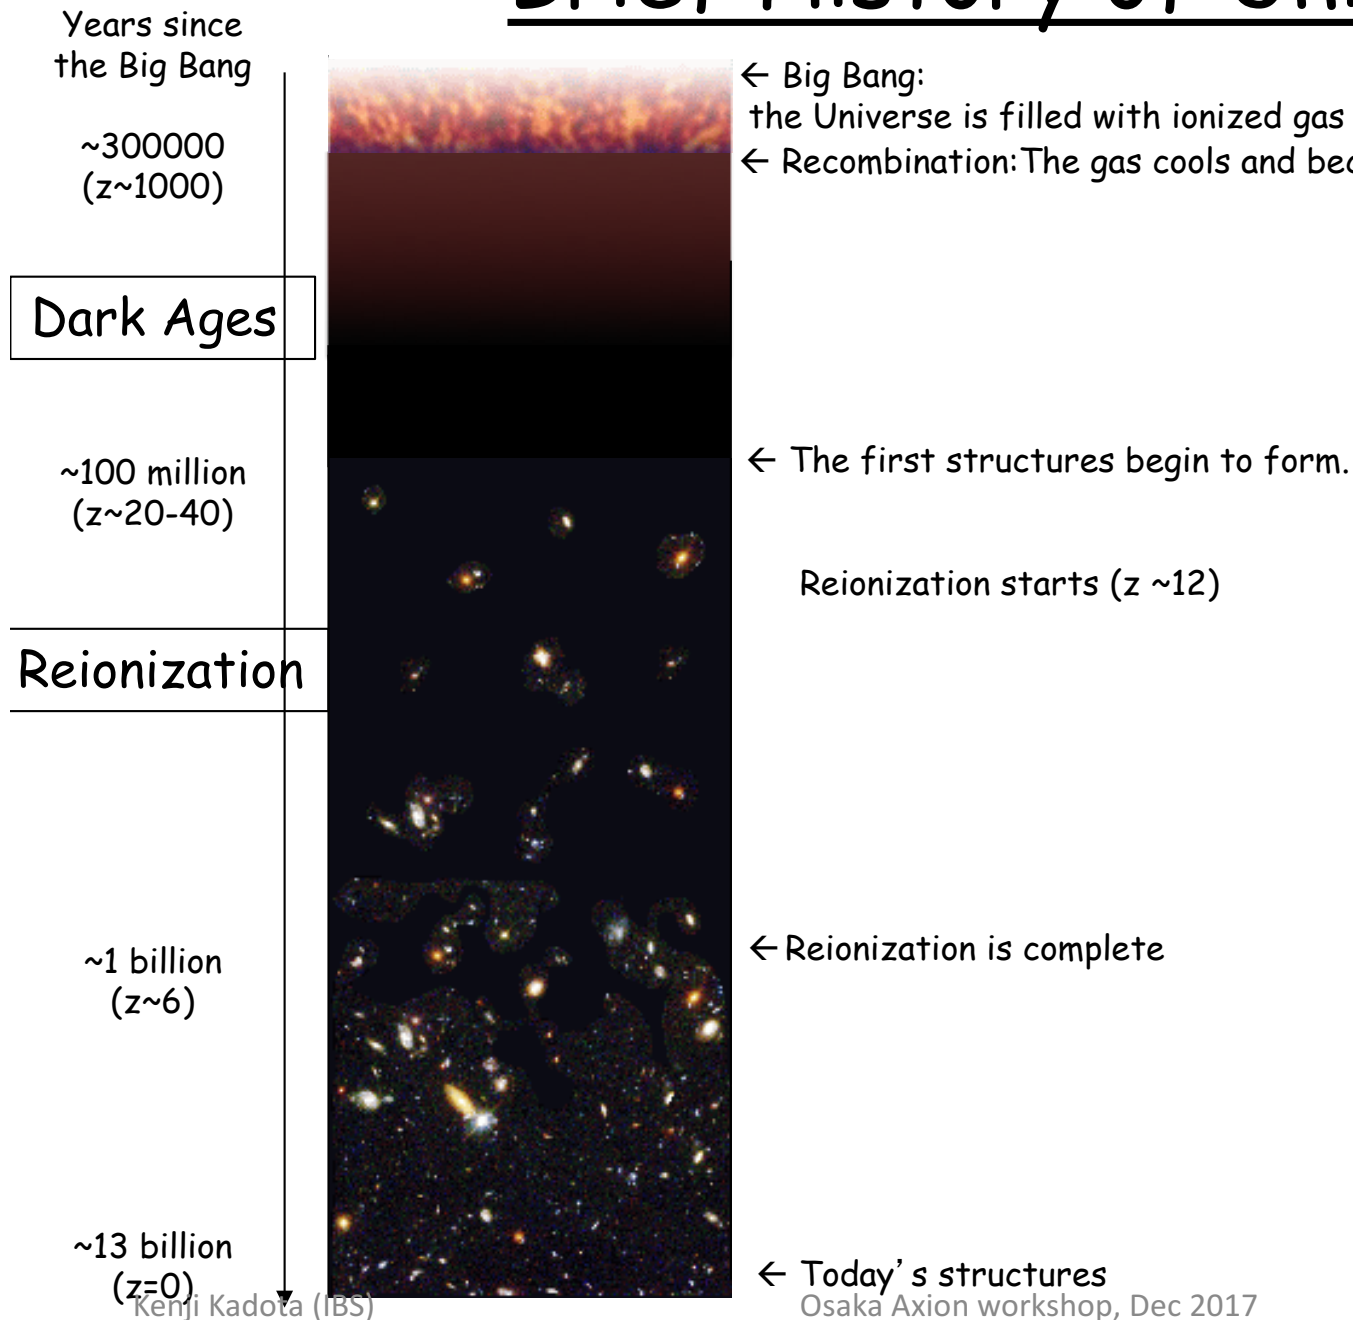 History of
Years since
the Big Bang
← Big Bang:
the Universe is filled with ionized gas
~300000
(z~1000)
← Recombination:The gas cools and
Dark Ages
~100 million
(z~20-40)
← The first structures begin to form.
Reionization starts (z ~12)
Reionization
~1 billion
(z~6)
←Reionization is complete
~13 billion
(z=0)
← Today's structures
Kenji Kadota (IBS)
Osaka Axion workshop, Dec 2017